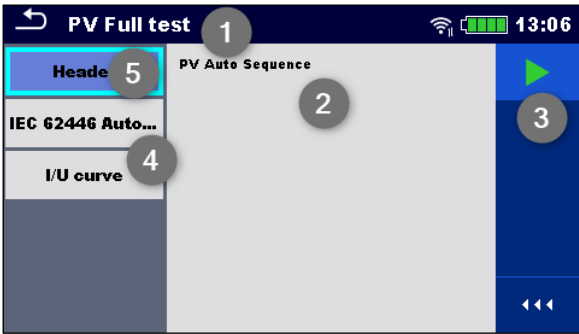 PV Full test
13:06
1
Heade
5
PV Auto Sequence
2
3
IEC 62446 Auto...
I/U curve
4